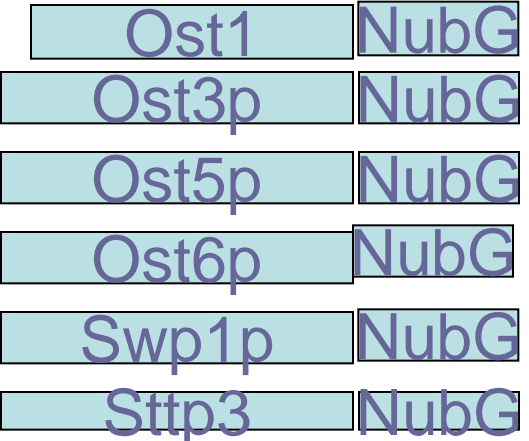 Ost1 NubG
Ost3p NubG
Ost5p NubG
Ost6p NubG
Swp1p NubG
Sttp3 NubG